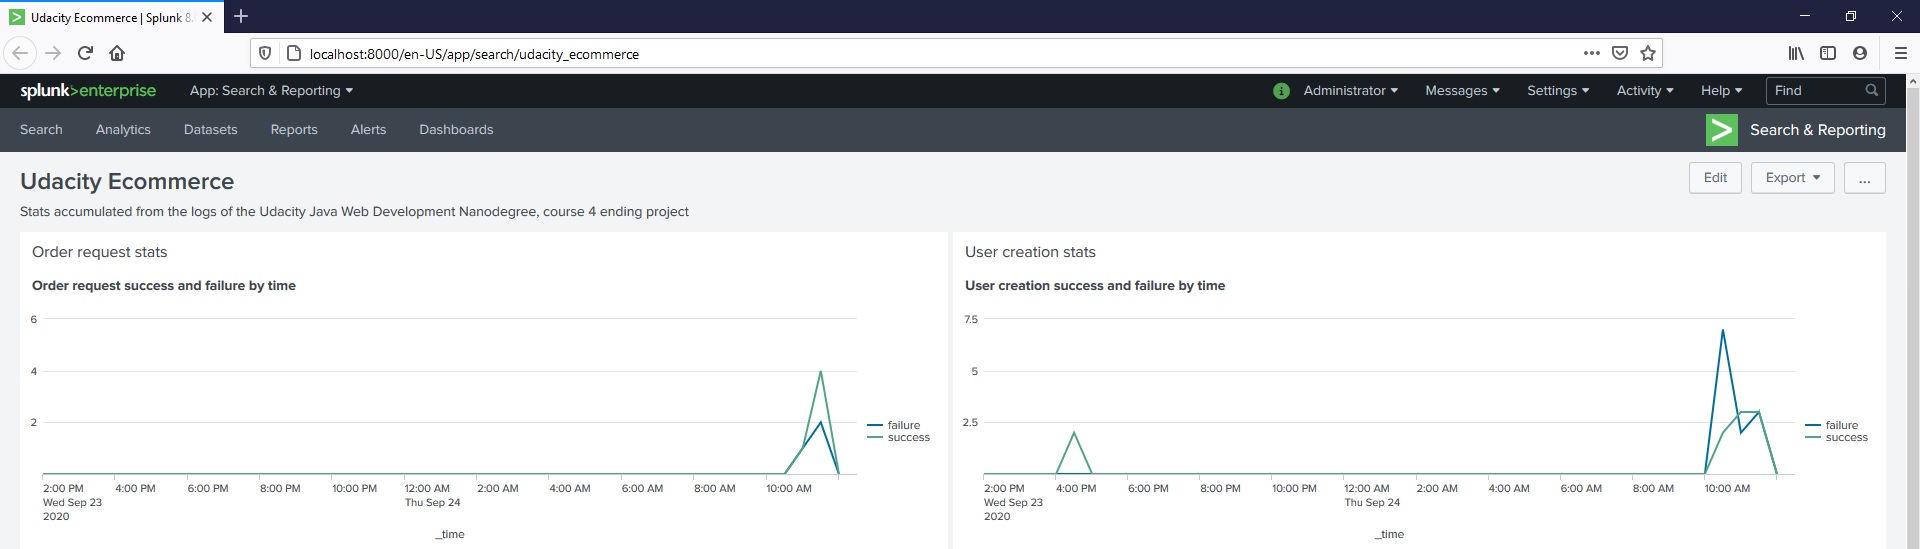 Udacity Ecommerce | Splunk 8.
localhost:8000/en-US/app/search/udacity_ecommerce
splunk>enterprise App: Search & Reporting Administrator Messages Settings Activity Help Find
Search Analytics Datasets Reports Alerts Dashboards Search & Reporting
Udacity Ecommerce Edit Export ...
Stats accumulated from the logs of the Udacity Java Web Development Nanodegree, course 4 ending project
Order request stats
Order request success and failure by time
6
4
2
failure
success
2:00 PM 4:00 PM 6:00 PM 8:00 PM 10:00 PM 12:00 AM 2:00 AM 4:00 AM 6:00 AM 8:00 AM 10:00 AM
Wed Sep 23 Thu Sep 24
2020
_time
User creation stats
User creation success and failure by time
7.5
5
2.5
failure
success
2:00 PM 4:00 PM 6:00 PM 8:00 PM 10:00 PM 12:00 AM 2:00 AM 4:00 AM 6:00 AM 8:00 AM 10:00 AM
Wed Sep 23 Thu Sep 24
2020
_time